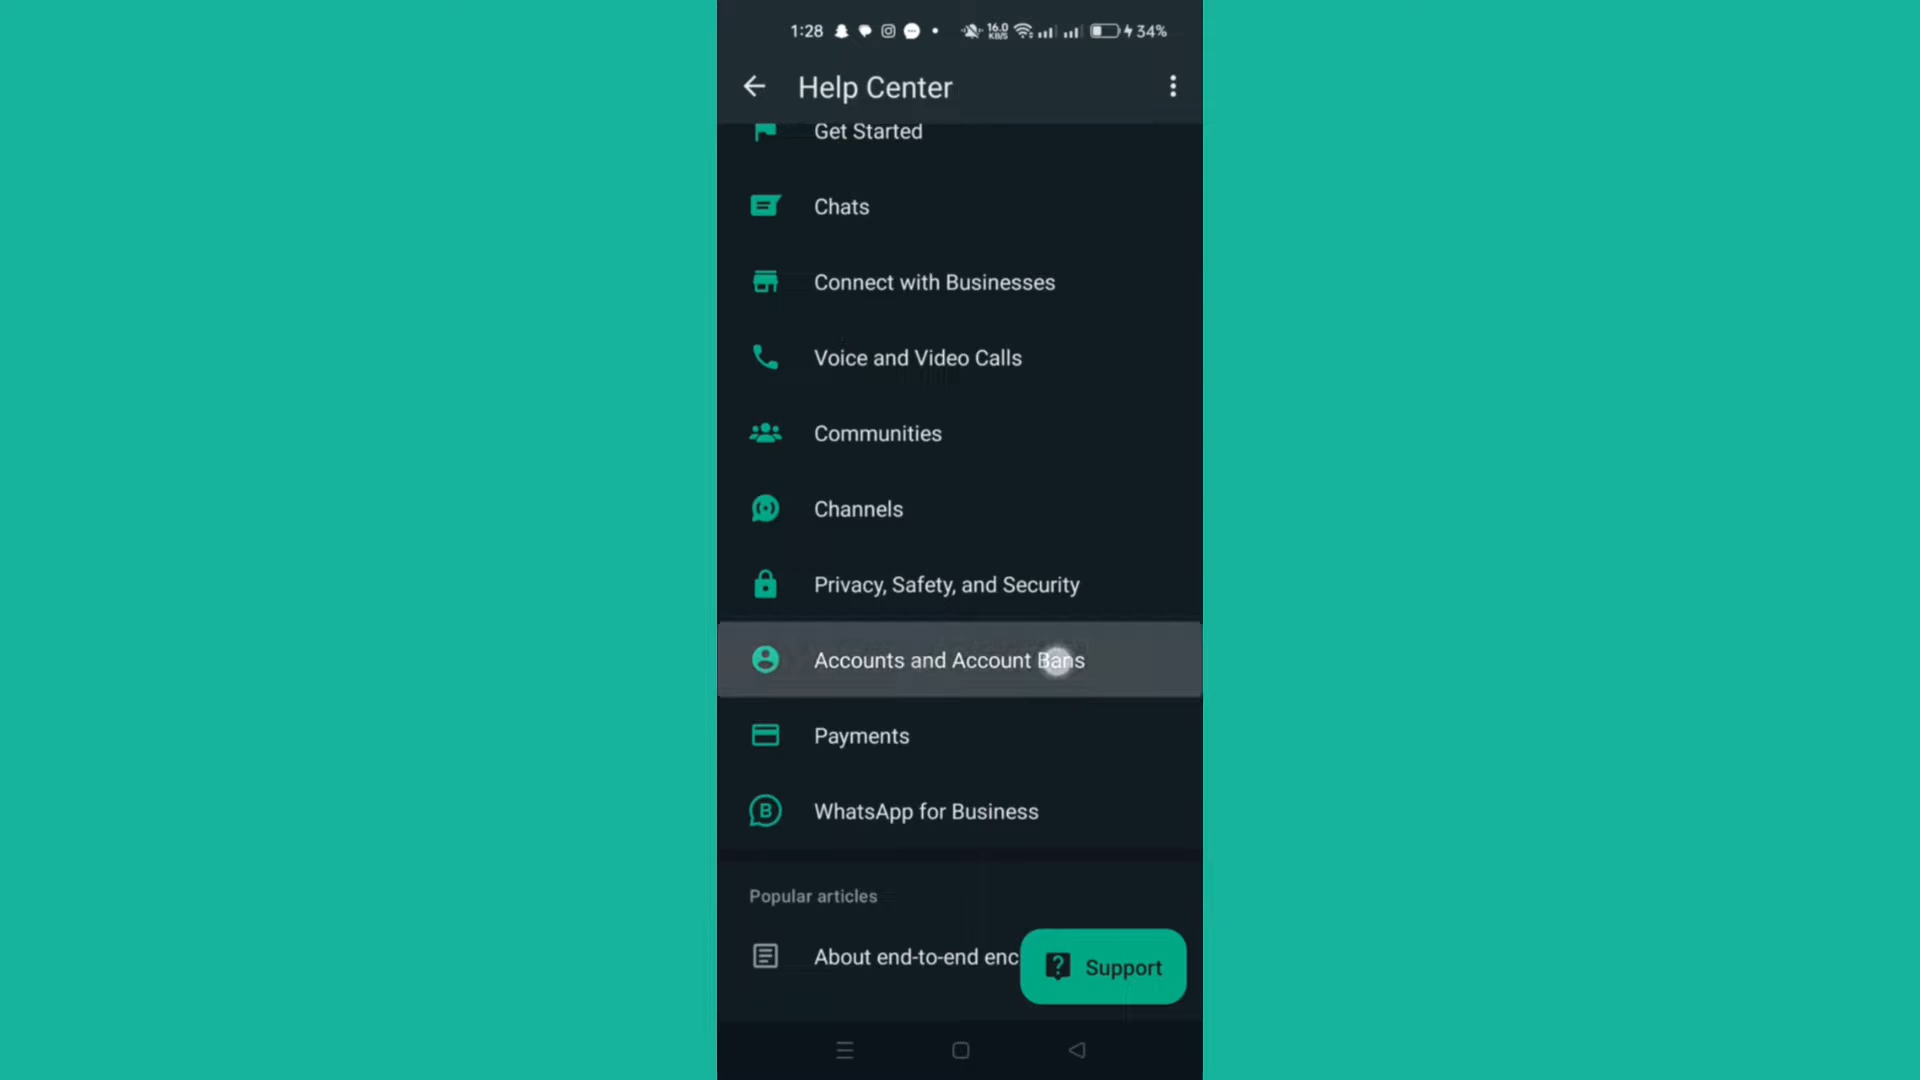 1:28 16.0 KB/S 34%
Help Center
Get Started
Chats
Connect with Businesses
Voice and Video Calls
Communities
Channels
Privacy, Safety, and Security
Accounts and Account Bans
Payments
B WhatsApp for Business
Popular articles
About end-to-end enc
? Support